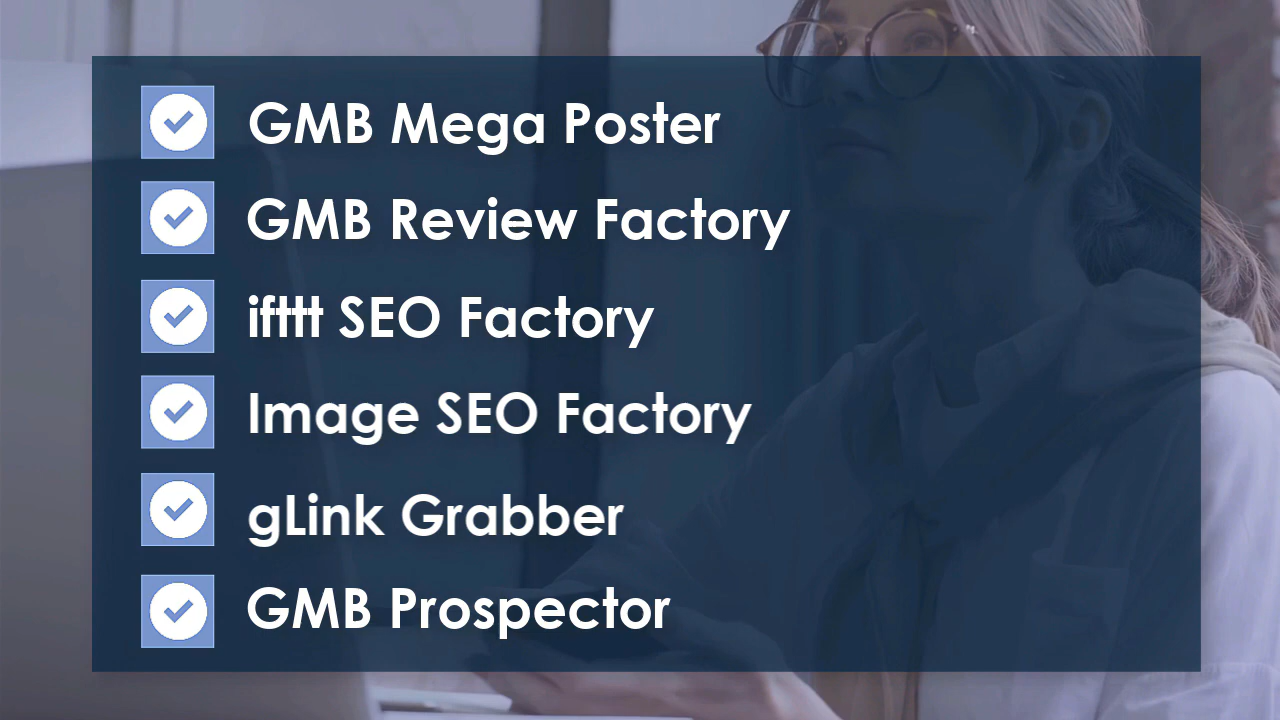 GMB Mega Poster
GMB Review Factory
ifttt SEO Factory
Image SEO Factory
gLink Grabber
GMB Prospector